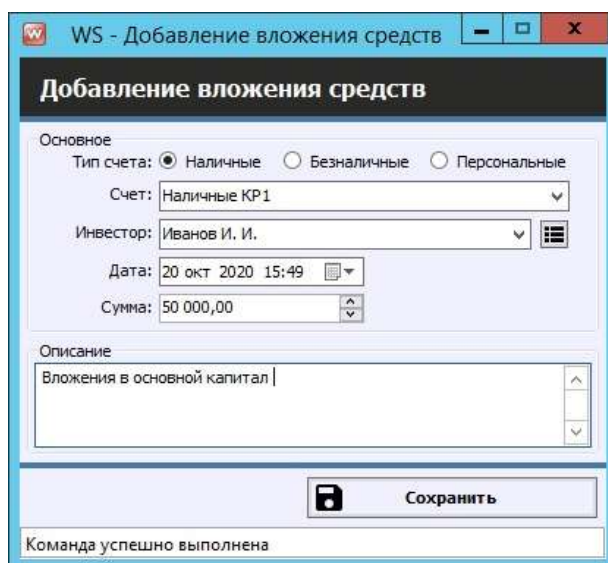 WS - Добавление вложения средств
Добавление вложения средств
Основное
Тип счета: Наличные Безналичные Персональные
Счет: Наличные КР1
Инвестор: Иванов И. И.
Дата: 20 окт 2020 15:49
Сумма: 50 000,00
Описание
Вложения в основной капитал
Сохранить
Команда успешно выполнена